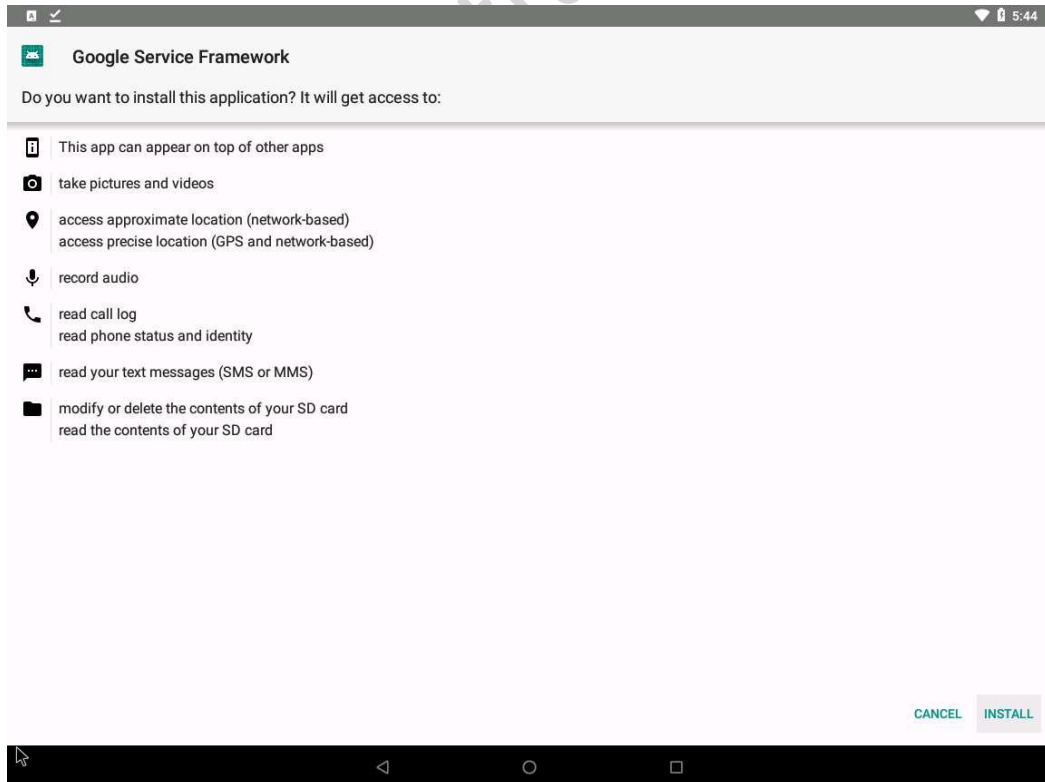 5:44
Google Service Framework
Do you want to install this application? It will get access to:
This app can appear on top of other apps
take pictures and videos
access approximate location (network-based)
access precise location (GPS and network-based)
record audio
read call log
read phone status and identity
read your text messages (SMS or MMS)
modify or delete the contents of your SD card
read the contents of your SD card
CANCEL INSTALL